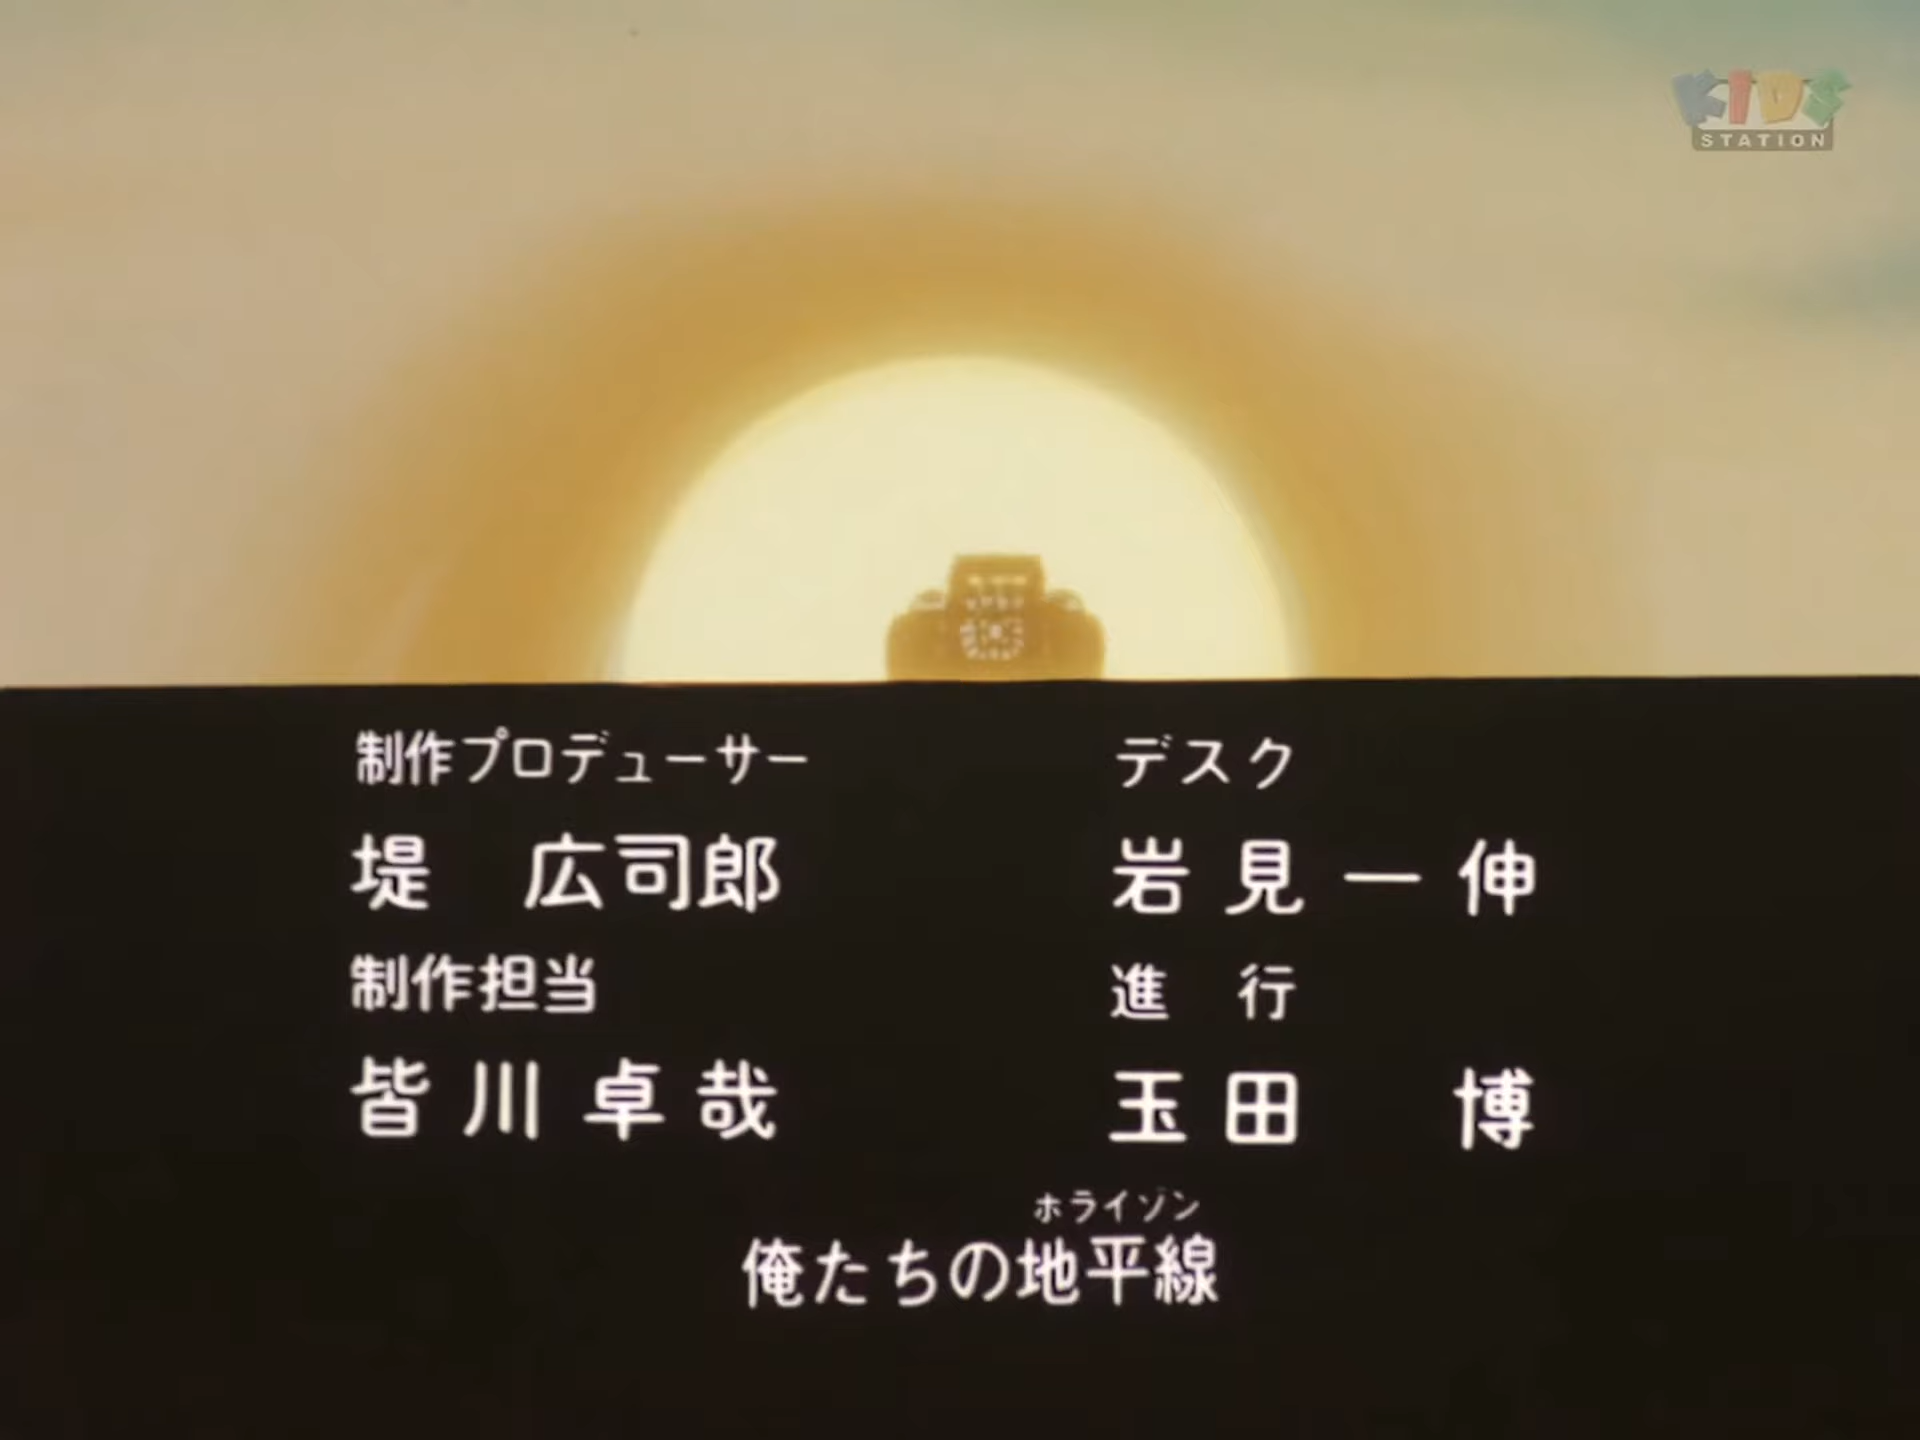 KIDS
STATION
制作プロデューサー
堤 広司郎
制作担当
皆川卓哉
デスク
岩見一伸
進 行
玉田 博
ホライゾン
俺たちの地平線